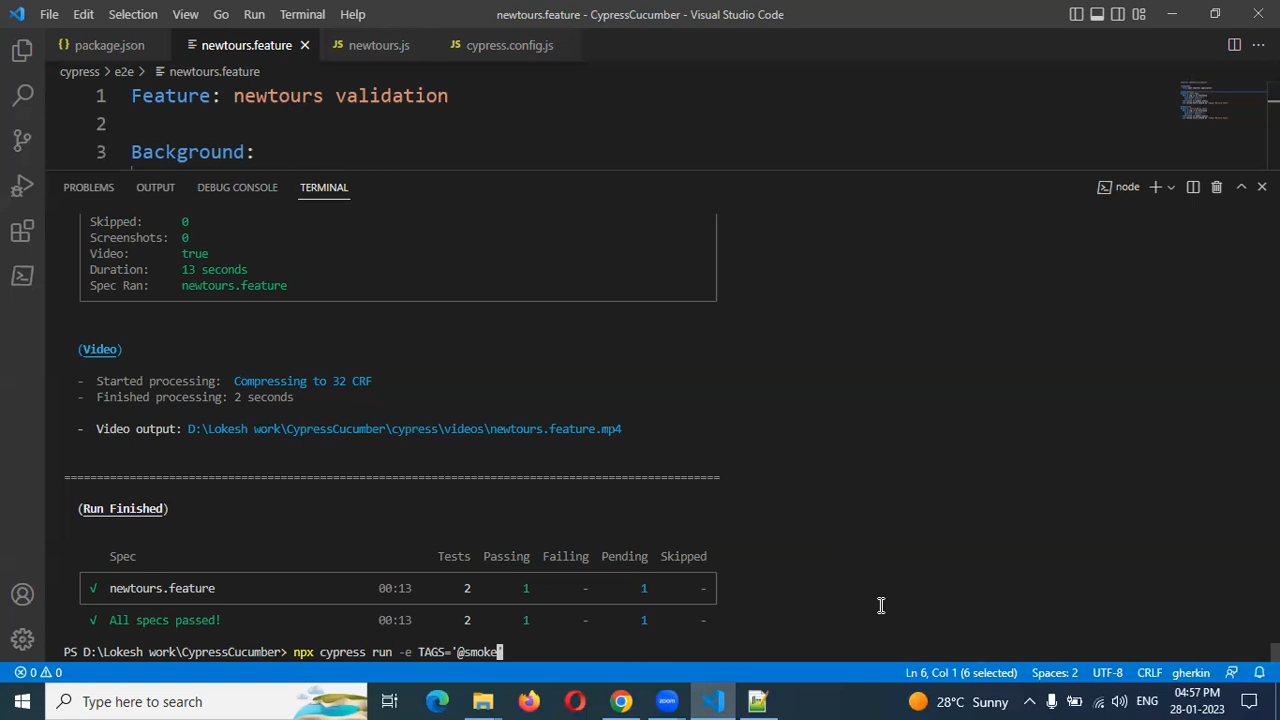 File Edit Selection View Go Run Terminal Help newtours.feature - CypressCucumber - Visual Studio Code
{} package.json newtours.feature JS newtours.js JS cypress.config.js
cypress > e2e > newtours.feature
1 Feature: newtours validation
2
3 Background:
PROBLEMS OUTPUT DEBUG CONSOLE TERMINAL node
Skipped: 0
Screenshots: 0
Video: true
Duration: 13 seconds
Spec Ran: newtours.feature
(Video)
- Started processing: Compressing to 32 CRF
- Finished processing: 2 seconds
- Video output: D:\Lokesh work\CypressCucumber\cypress\videos\newtours.feature.mp4
(Run Finished)
Spec Tests Passing Failing Pending Skipped
√ newtours.feature 00:13 2 1 - 1 -
√ All specs passed! 00:13 2 1 - 1 -
PS D:\Lokesh work\CypressCucumber> npx cypress run -e TAGS='@smoke'
0 0 Ln 6, Col 1 (6 selected) Spaces: 2 UTF-8 CRLF gherkin
Type here to search zoom 28°C Sunny ENG 04:57 PM
28-01-2023